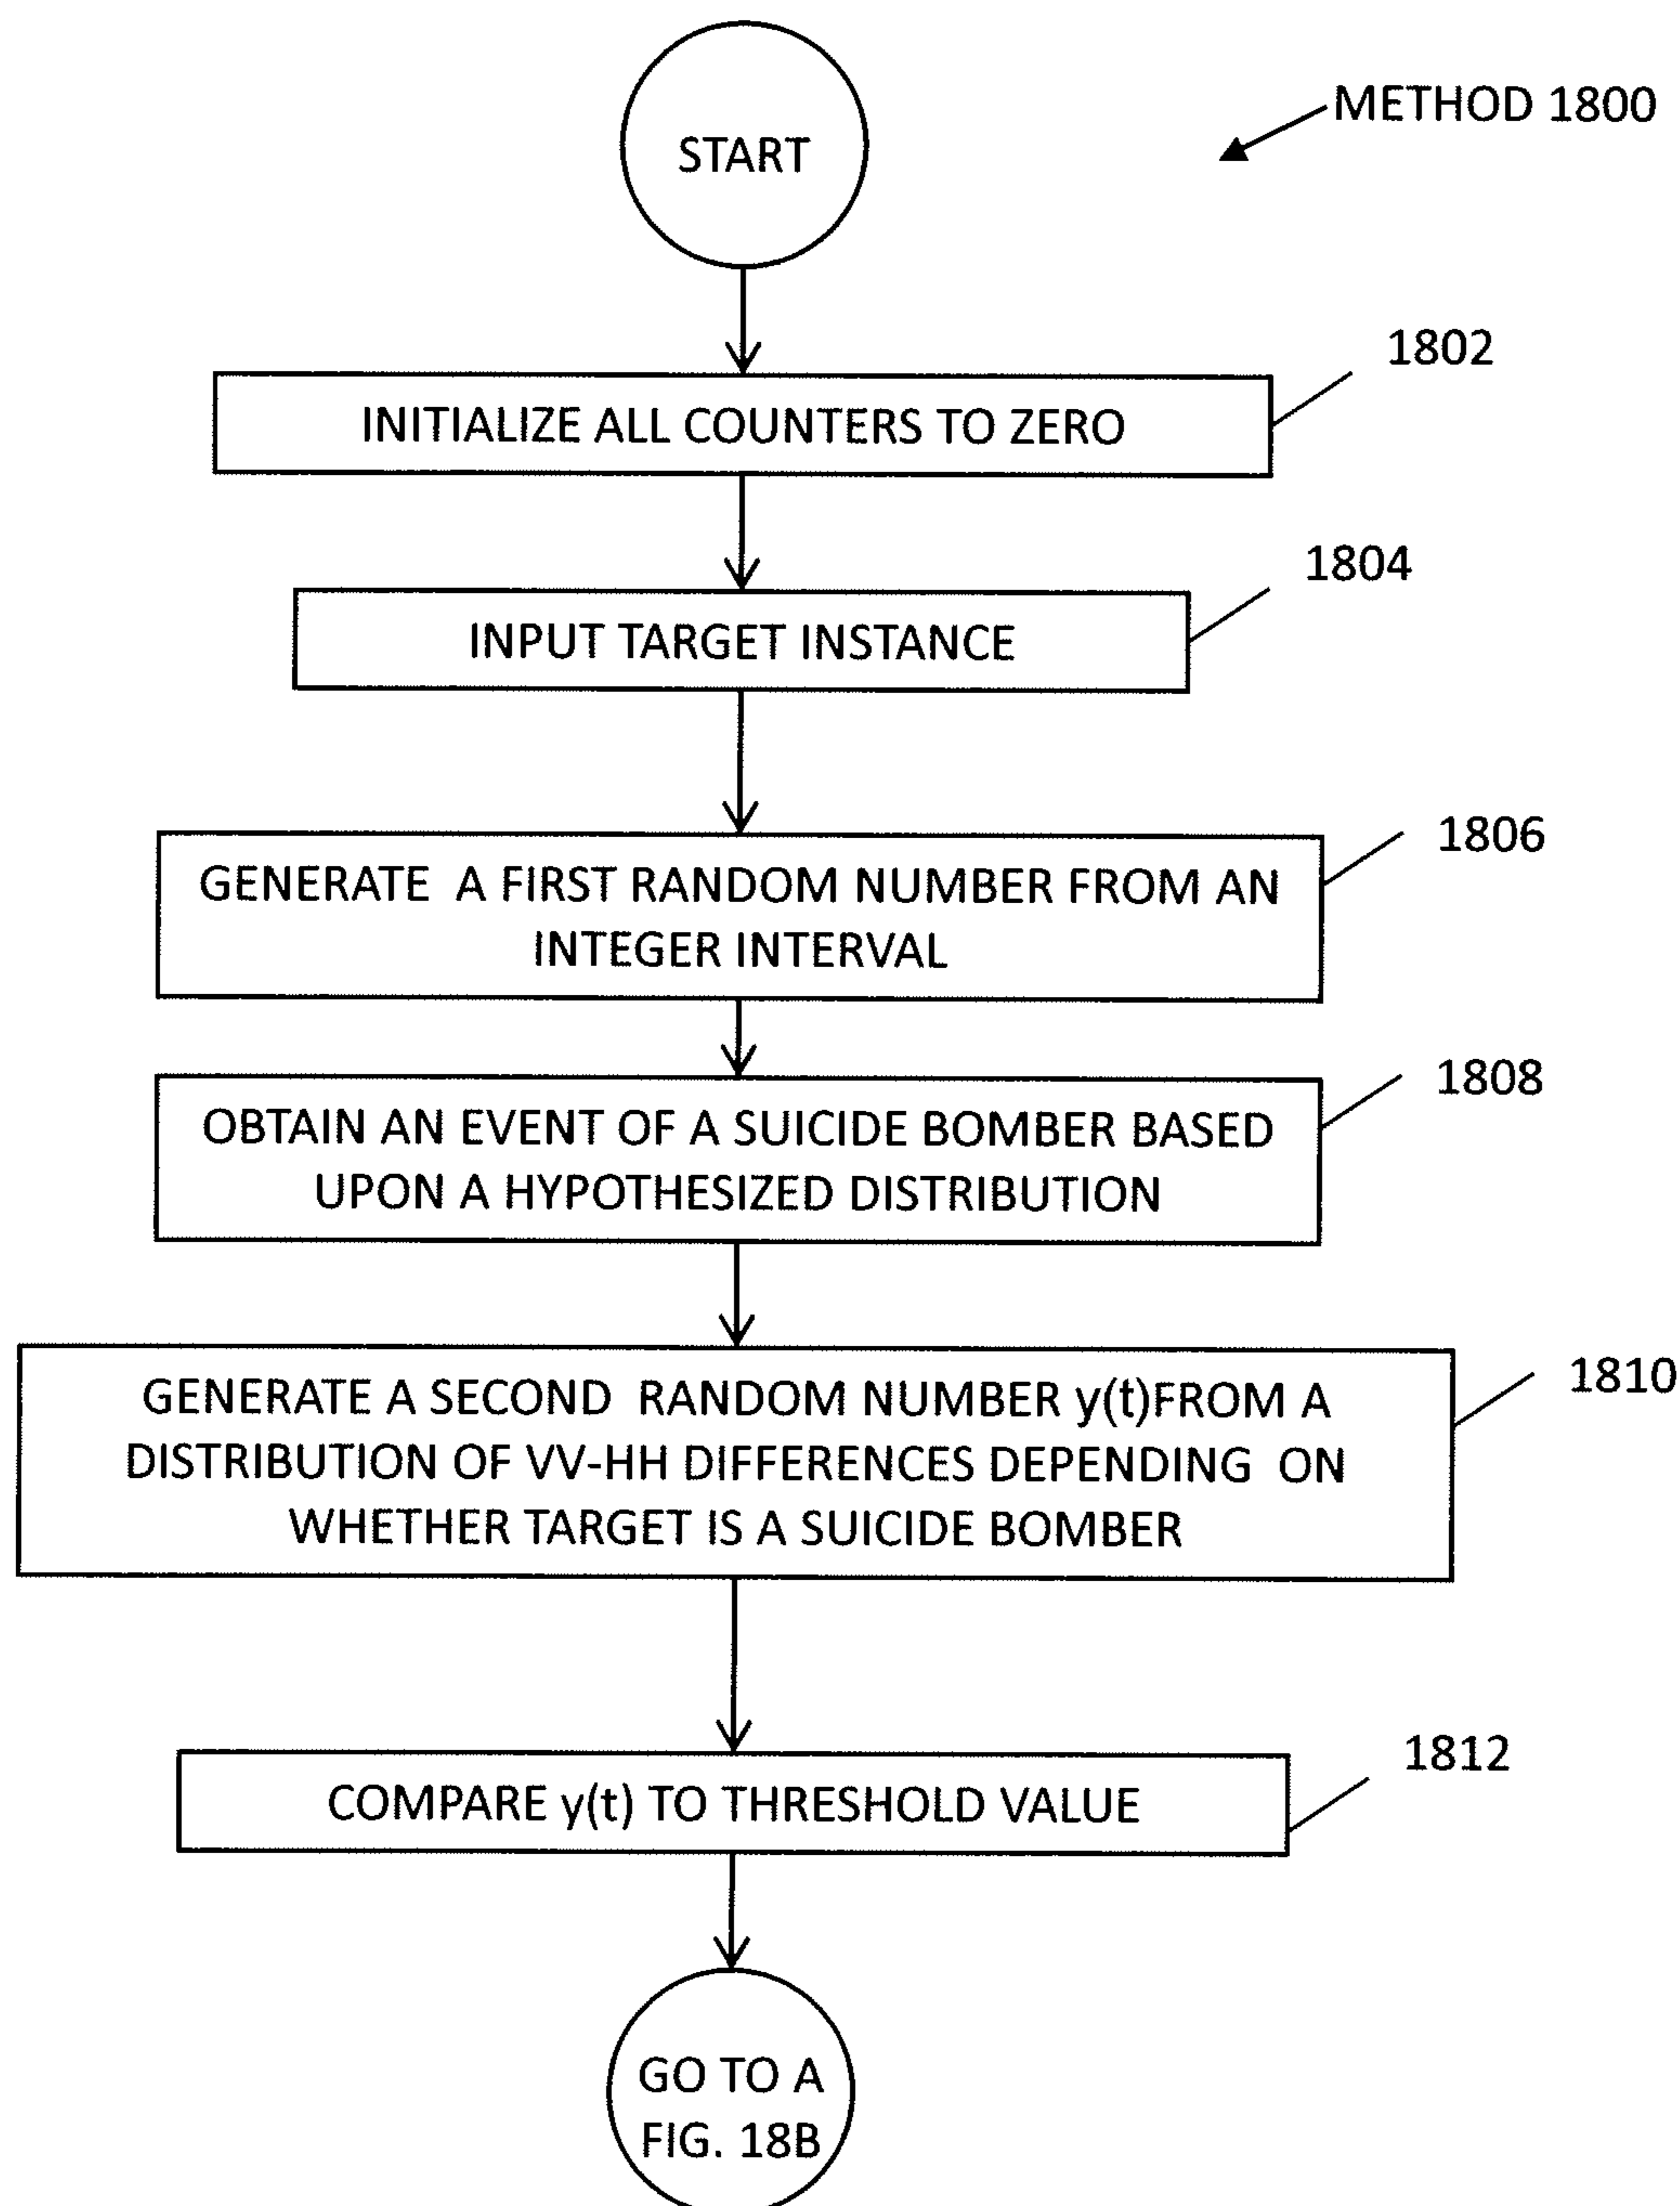 START
METHOD 1800
1802
INITIALIZE ALL COUNTERS TO ZERO
1804
INPUT TARGET INSTANCE
1806
GENERATE A FIRST RANDOM NUMBER FROM AN
INTEGER INTERVAL
1808
OBTAIN AN EVENT OF A SUICIDE BOMBER BASED
UPON A HYPOTHESIZED DISTRIBUTION
1810
GENERATE A SECOND RANDOM NUMBER y(t)FROM A
DISTRIBUTION OF VV-HH DIFFERENCES DEPENDING ON
WHETHER TARGET IS A SUICIDE BOMBER
1812
COMPARE y(t) TO THRESHOLD VALUE
GO TO A
FIG. 18B